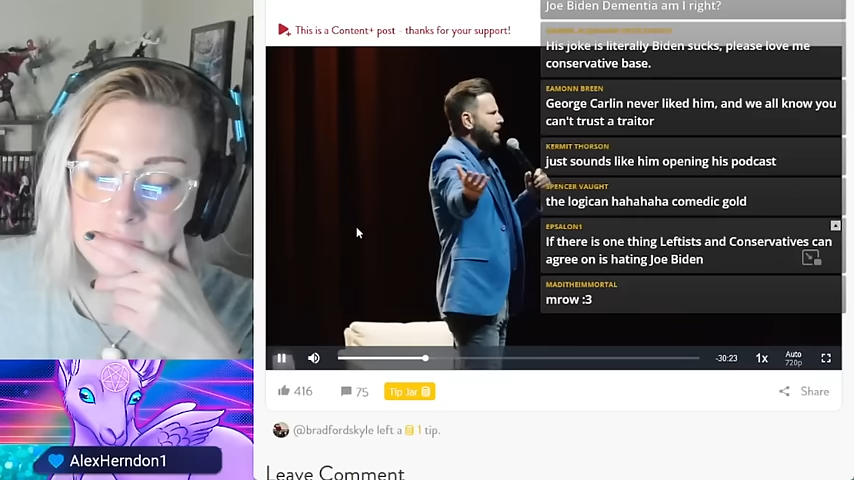 Joe Biden Dementia am I right?
This is a Content+ post - thanks for your support!
His joke is literally Biden sucks, please love me
conservative base.
EAMONN BREEN
George Carlin never liked him, and we all know you
can't trust a traitor
KERMIT THORSON
just sounds like him opening his podcast
SPENCER VAUGHT
the logican hahahaha comedic gold
EPSALON1
If there is one thing Leftists and Conservatives can
agree on is hating Joe Biden
MADITHEIMMORTAL
mrow :3
-30:23
1x
Auto
720p
416
75
Tip Jar
Share
@bradfordskyle left a 1 tip.
Leave Comment
AlexHerndon1